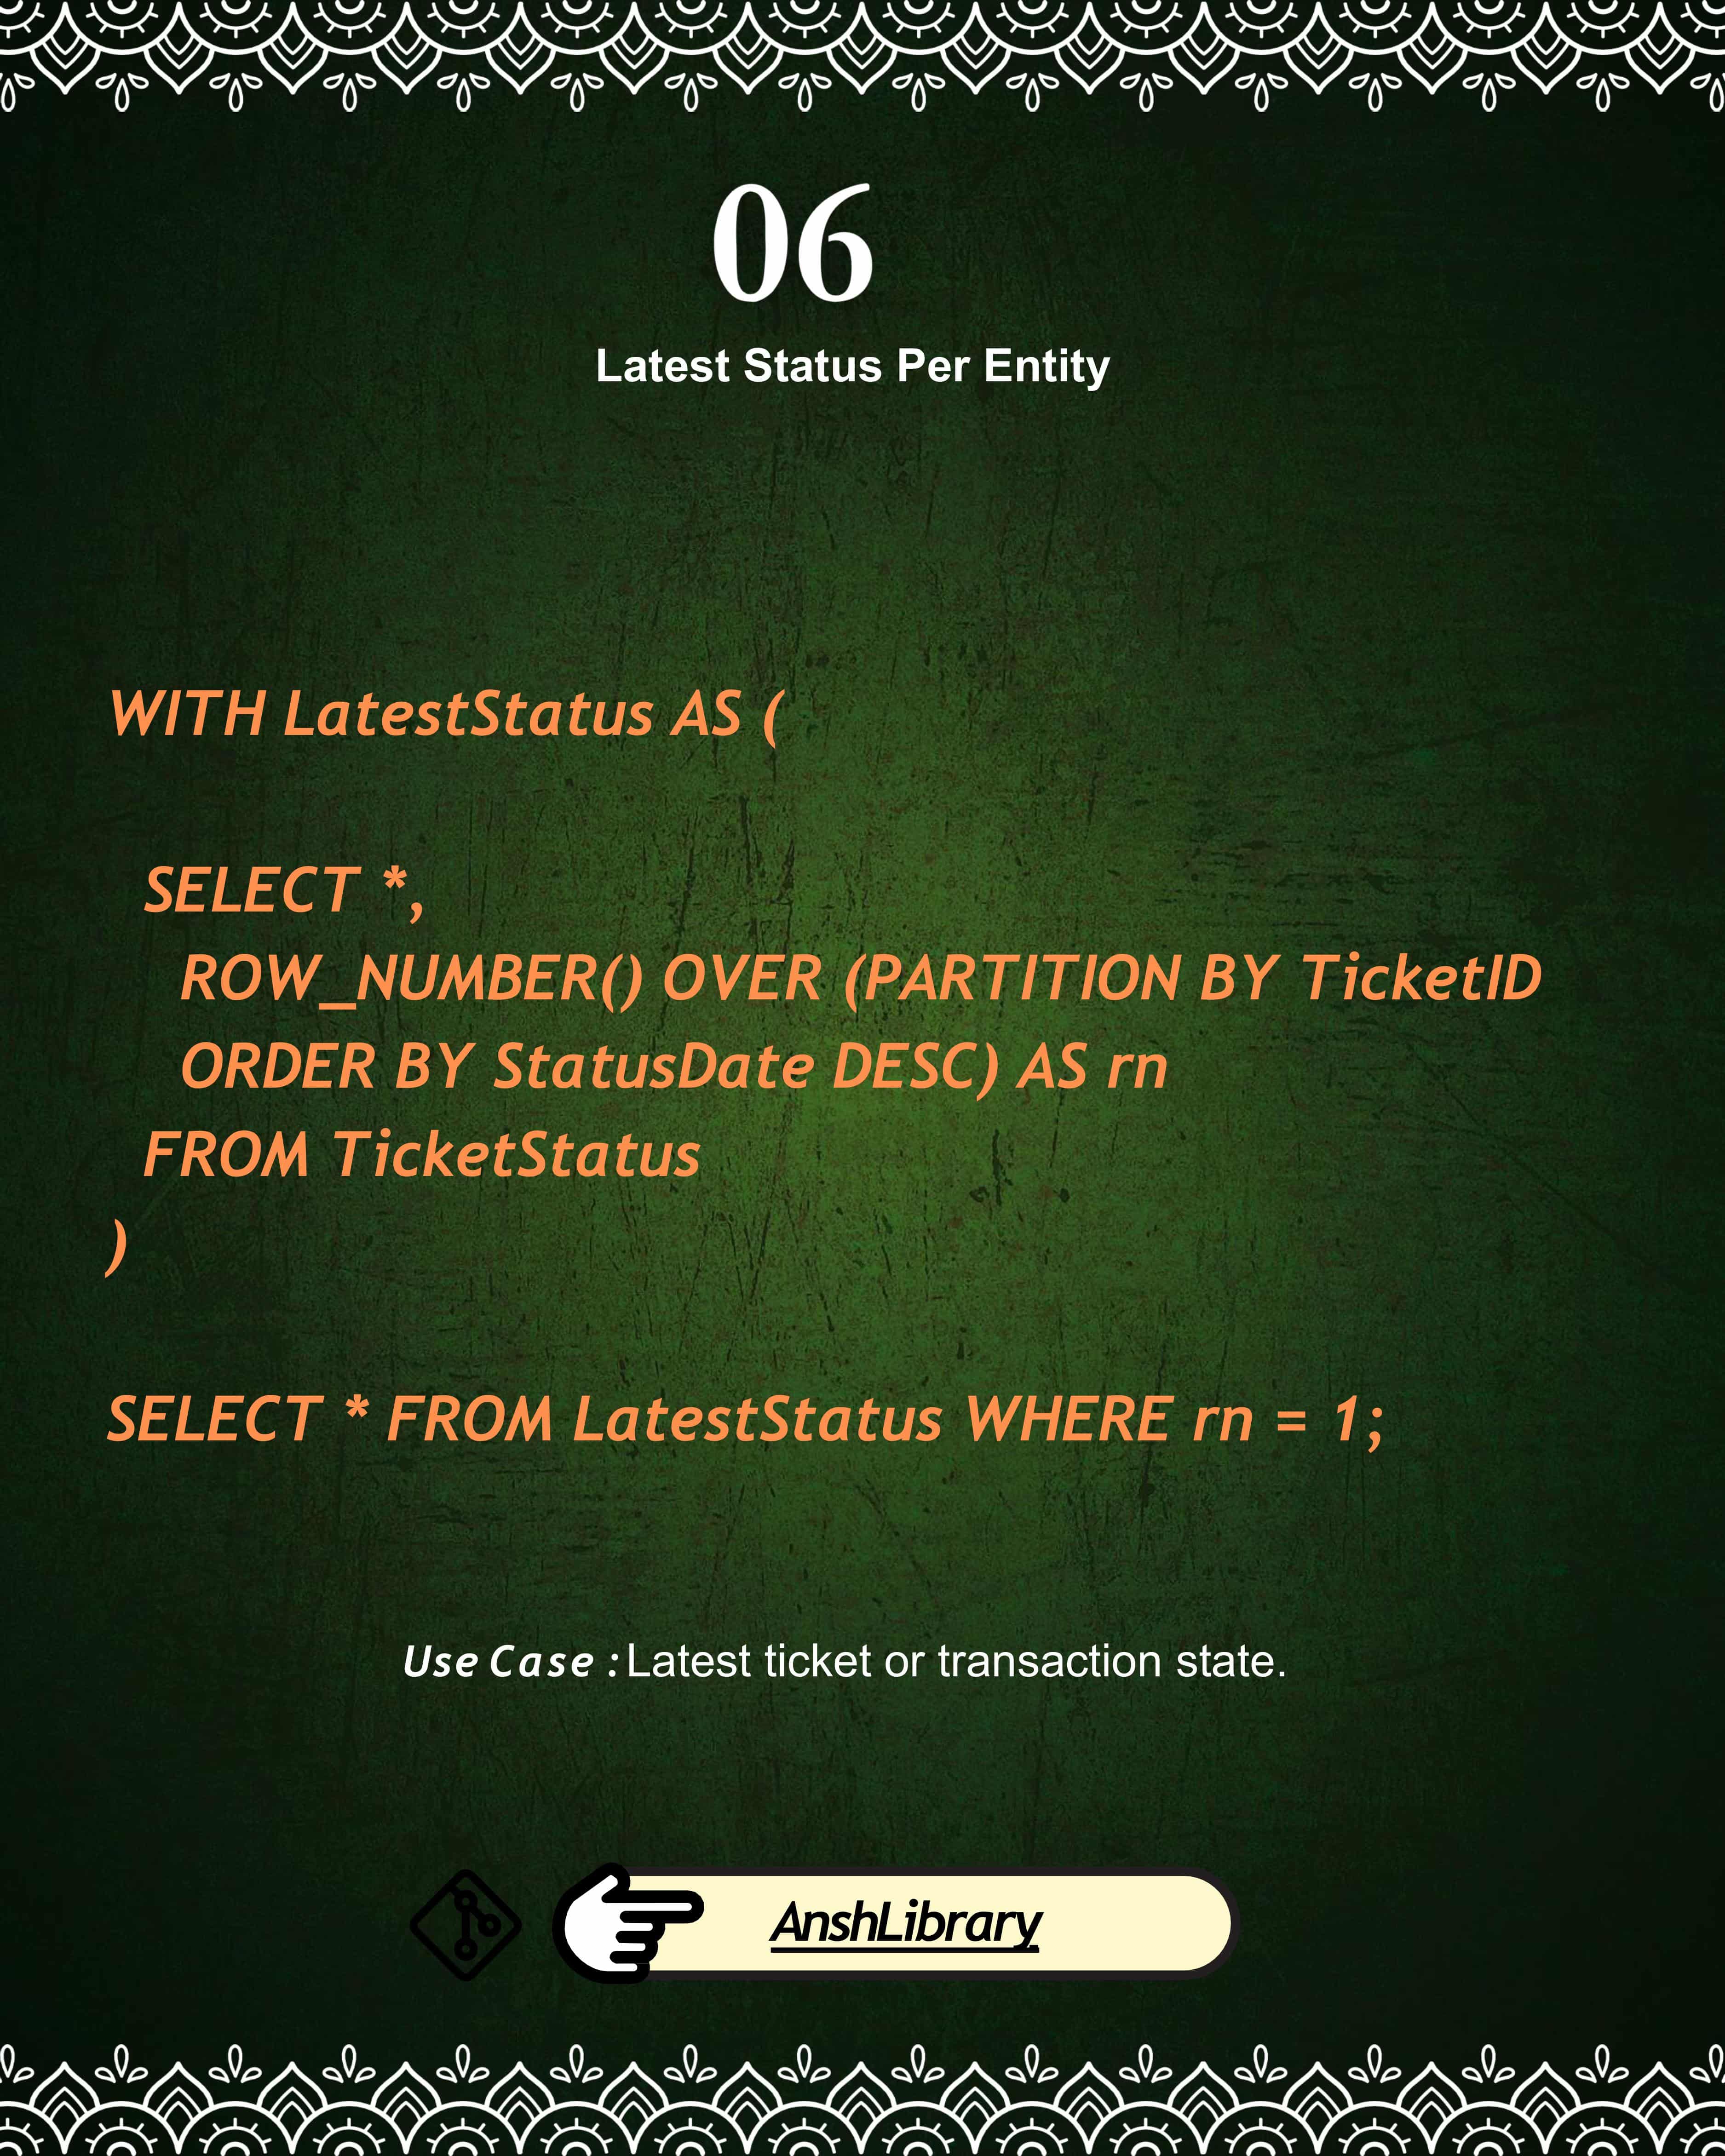 06
Latest Status Per Entity
WITH LatestStatus AS (
SELECT *,
ROW_NUMBER() OVER (PARTITION BY TicketID
ORDER BY StatusDate DESC) AS rn
FROM TicketStatus
)
SELECT * FROM LatestStatus WHERE rn = 1;
Use Case : Latest ticket or transaction state.
AnshLibrary